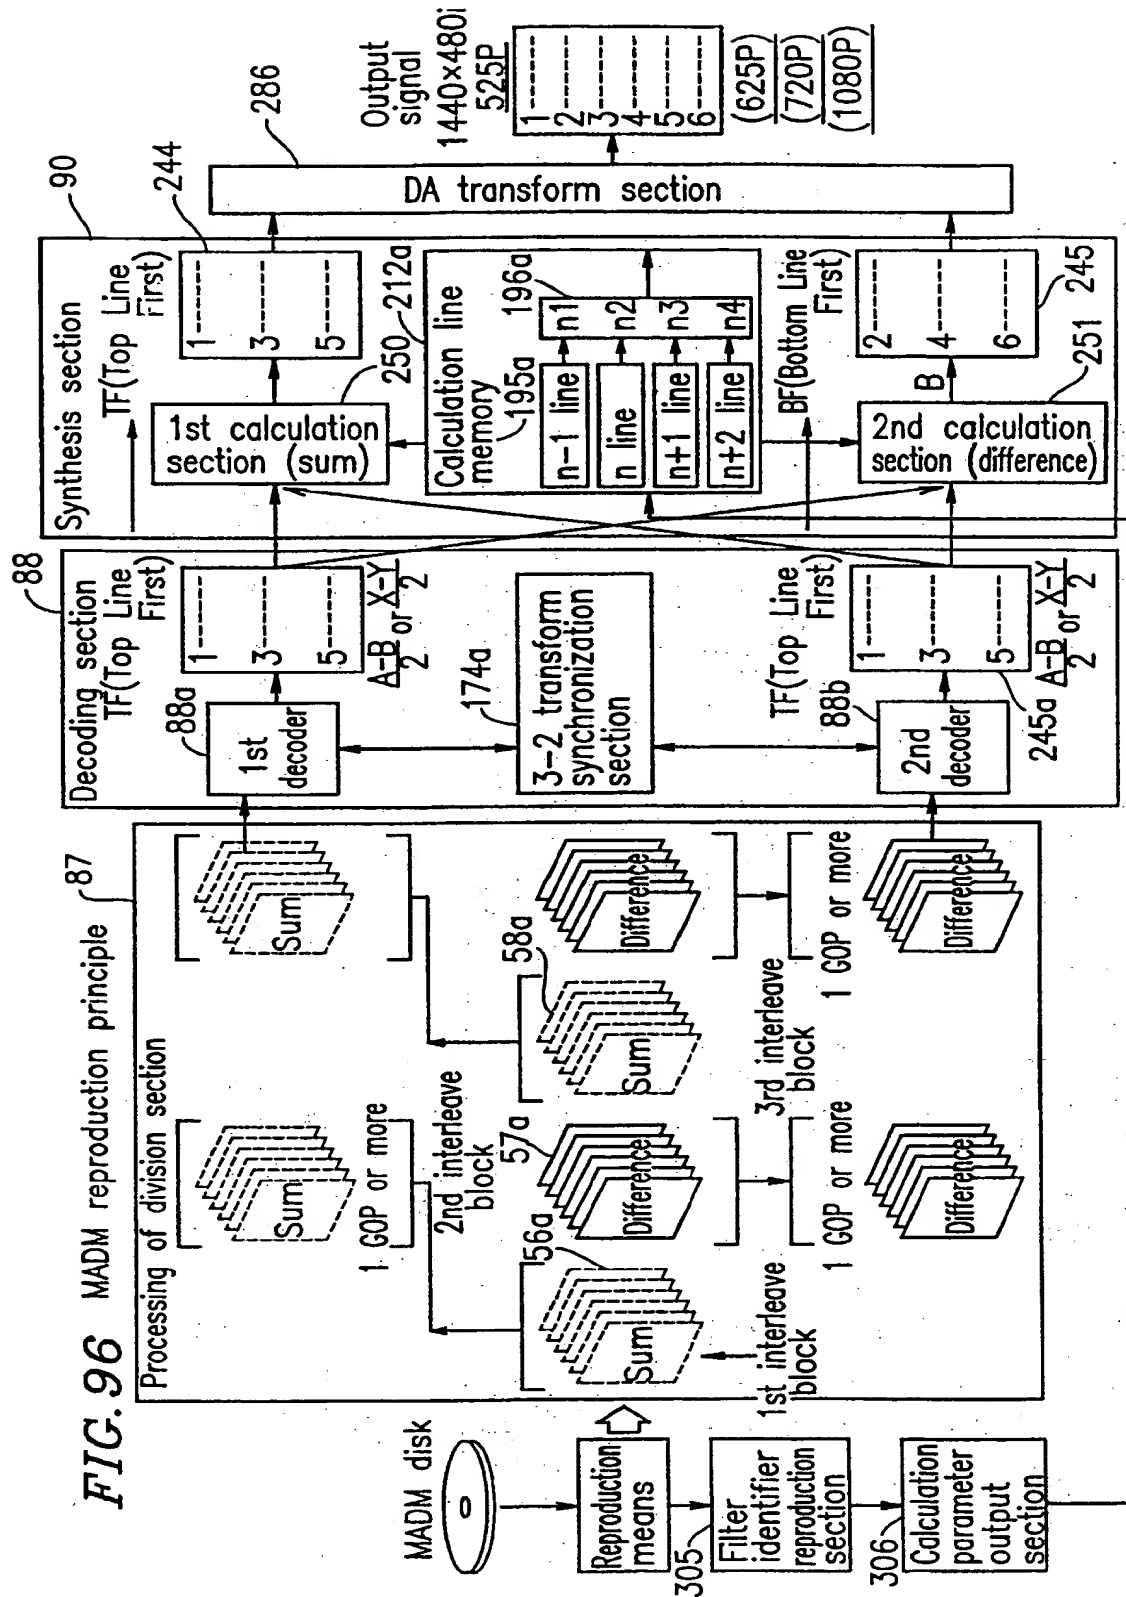 FIG. 96
MADM reproduction principle
87
Processing of division section
Sum
1 GOP or more
2nd interleave
block
Sum
56a
Sum
1st interleave
block
57a
Difference
1 GOP or more
Difference
58a
Sum
3rd interleave
block
Difference
1 GOP or more
Difference
MADM disk
Reproduction
means
305
Filter
identifier
reproduction
section
306
Calculation
parameter
output
section
88
Decoding section
TF(Top Line
First)
88a
1st
decoder
1
3
5
A-B
2
or
X-Y
2
174a
3-2 transform
synchronization
section
TF(Top Line
First)
88b
2nd
decoder
1
3
5
245a
A-B
2
or
X-Y
2
90
Synthesis section
TF(Top Line
First)
244
1
3
5
1st calculation
section (sum)
250
212a
Calculation line
memory
195a
196a
n-1 line
n line
n+1 line
n+2 line
n1
n2
n3
n4
BF(Bottom Line
First)
2
4
6
245
B
2nd calculation
section (difference)
251
286
DA transform section
Output
signal
1440×480i
525P
1
2
3
4
5
6
(625P)
(720P)
(1080P)